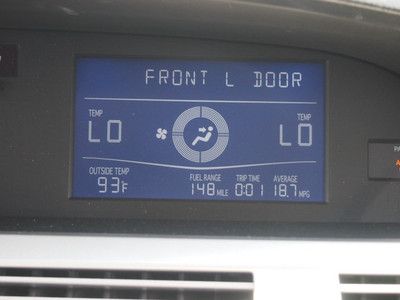 FRONT L DOOR
TEMP TEMP
LO LO
OUTSIDE TEMP FUEL RANGE TRIP TIME AVERAGE
93F 148 MILE 0:01 18.7 MPG